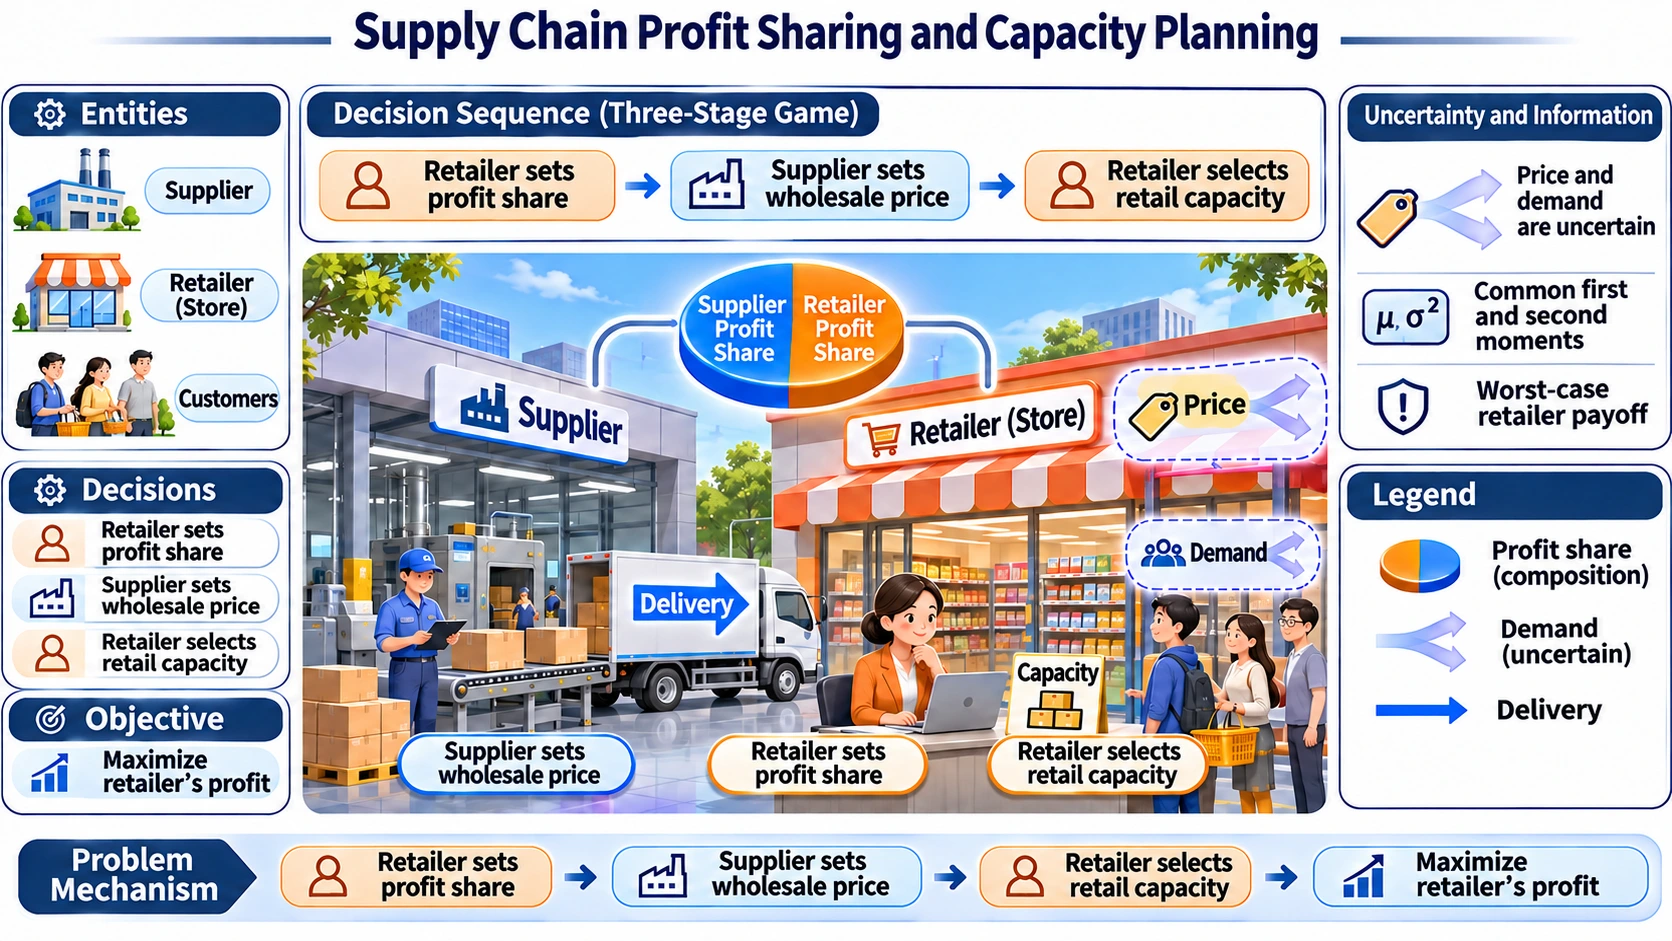 Supply Chain Profit Sharing and Capacity Planning
Entities
Supplier
Retailer
(Store)
Customers
Decisions
Retailer sets
profit share
Supplier sets
wholesale price
Retailer selects
retail capacity
Objective
Maximize
retailer's profit
Decision Sequence (Three-Stage Game)
Retailer sets
profit share
Supplier sets
wholesale price
Retailer selects
retail capacity
Supplier
Profit
Share
Retailer
Profit
Share
Supplier
Retailer (Store)
Price
Demand
Delivery
Capacity
Supplier sets
wholesale price
Retailer sets
profit share
Retailer selects
retail capacity
Uncertainty and Information
Price and
demand
are uncertain
μ, σ²
Common first
and second
moments
Worst-case
retailer payoff
Legend
Profit share
(composition)
Demand
(uncertain)
Delivery
Problem
Mechanism
Retailer sets
profit share
Supplier sets
wholesale price
Retailer selects
retail capacity
Maximize
retailer's profit